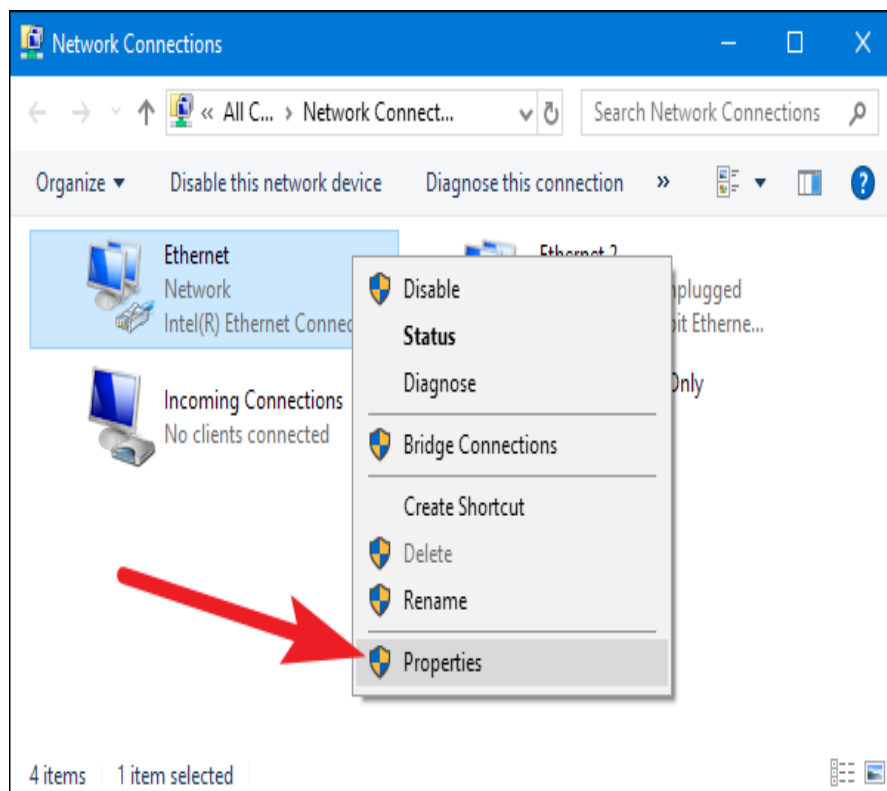 Network Connections
« All C... › Network Connect...
Search Network Connections
Organize
Disable this network device
Diagnose this connection
»
Ethernet
Network
Intel(R) Ethernet Connec
Incoming Connections
No clients connected
Ethernet 2
plugged
bit Etherne...
Only
Disable
Status
Diagnose
Bridge Connections
Create Shortcut
Delete
Rename
Properties
4 items
1 item selected